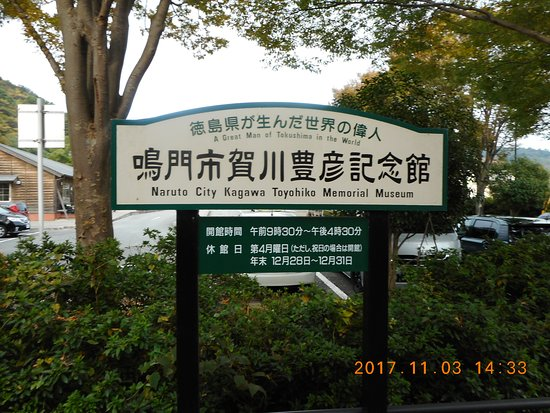 徳島県が生んだ世界の偉人
A Great Man of Tokushima in the World
鳴門市賀川豊彦記念館
Naruto City Kagawa Toyohiko Memorial Museum
開館時間 午前9時30分~午後4時30分
休館日 第4月曜日(ただし、祝日の場合は開館)
年末 12月28日~12月31日
2017.11.03 14:33